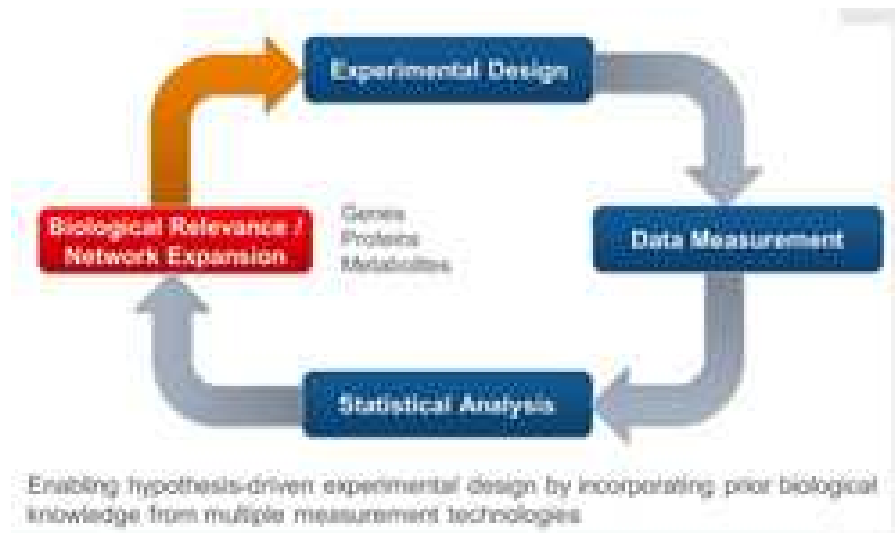 Experimental Design
Biological Relevance /
Network Expansion
Genes
Proteins
Metabolites
Data Measurement
Statistical Analysis
Enabling hypothesis-driven experimental design by incorporating prior biological
knowledge from multiple measurement technologies